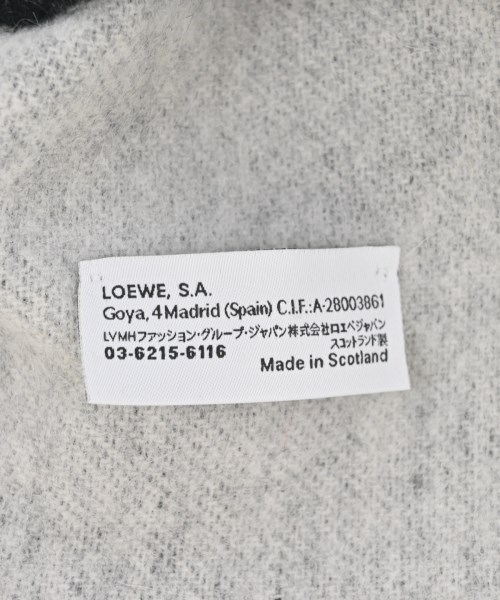 LOEWE, S.A.
Goya, 4 Madrid (Spain) C.I.F.:A-28003861
LVMHファッション・グループ・ジャパン株式会社ロエベジャパン
スコットランド製
03-6215-6116
Made in Scotland